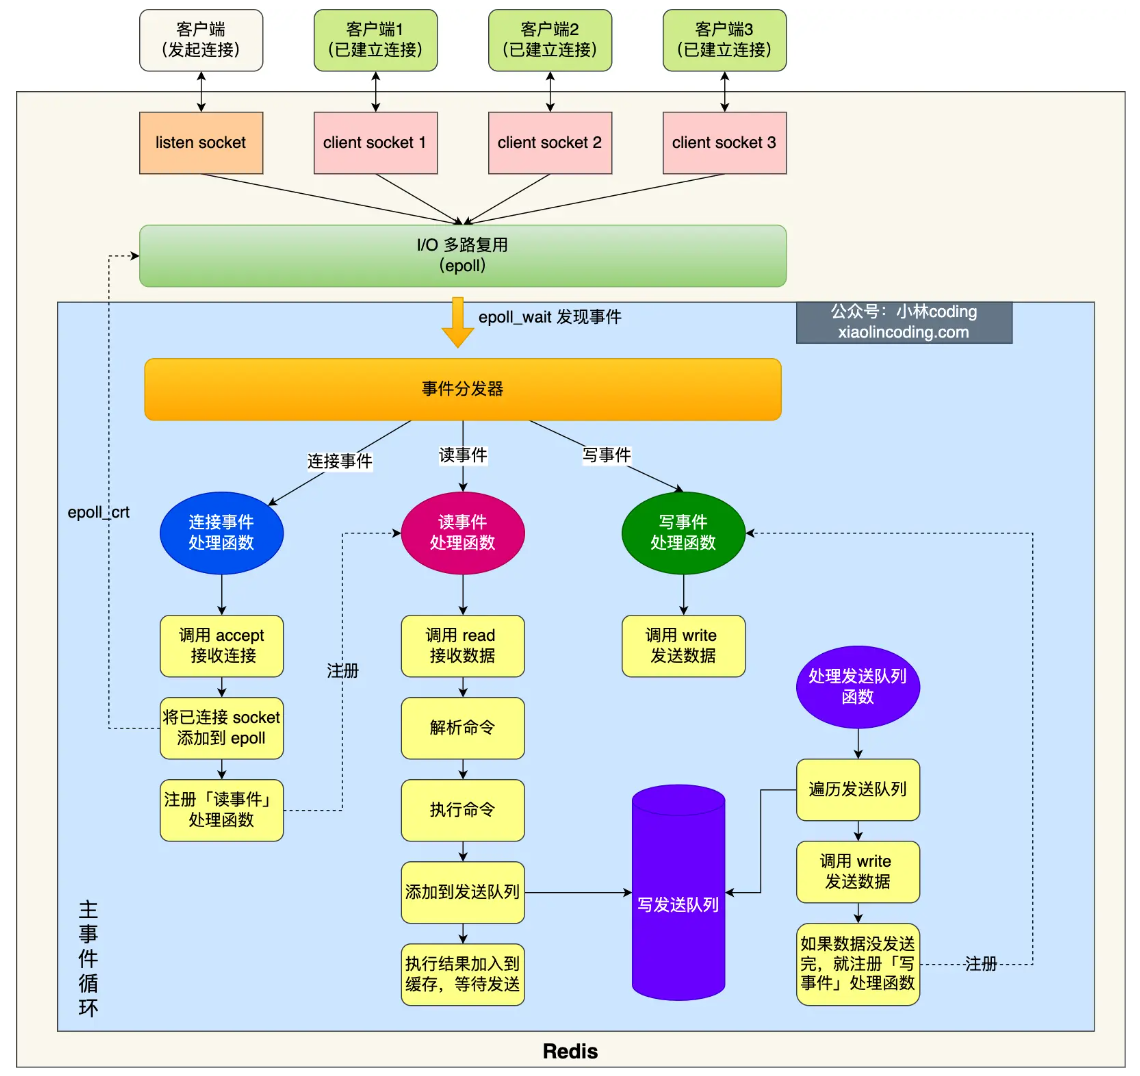 客户端
（发起连接）
客户端1
（已建立连接）
客户端2
（已建立连接）
客户端3
（已建立连接）
listen socket
client socket 1
client socket 2
client socket 3
I/O 多路复用
（epoll）
epoll_wait 发现事件
公众号：小林coding
xiaolincoding.com
事件分发器
连接事件
读事件
写事件
epoll_crt
连接事件
处理函数
读事件
处理函数
写事件
处理函数
调用 accept
接收连接
将已连接 socket
添加到 epoll
注册「读事件」
处理函数
注册
调用 read
接收数据
解析命令
执行命令
添加到发送队列
执行结果加入到
缓存，等待发送
调用 write
发送数据
写发送队列
处理发送队列
函数
遍历发送队列
调用 write
发送数据
如果数据没发送
完，就注册「写
事件」处理函数
注册
主
事
件
循
环
Redis